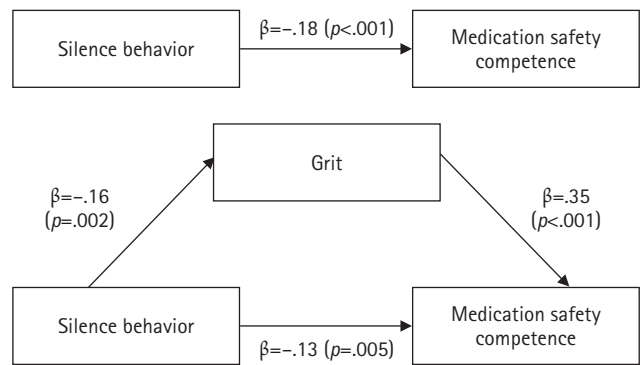 Silence behavior
β=–.18 (p<.001)
Medication safety
competence
Grit
β=–.16
(p=.002)
β=.35
(p<.001)
Silence behavior
β=–.13 (p=.005)
Medication safety
competence